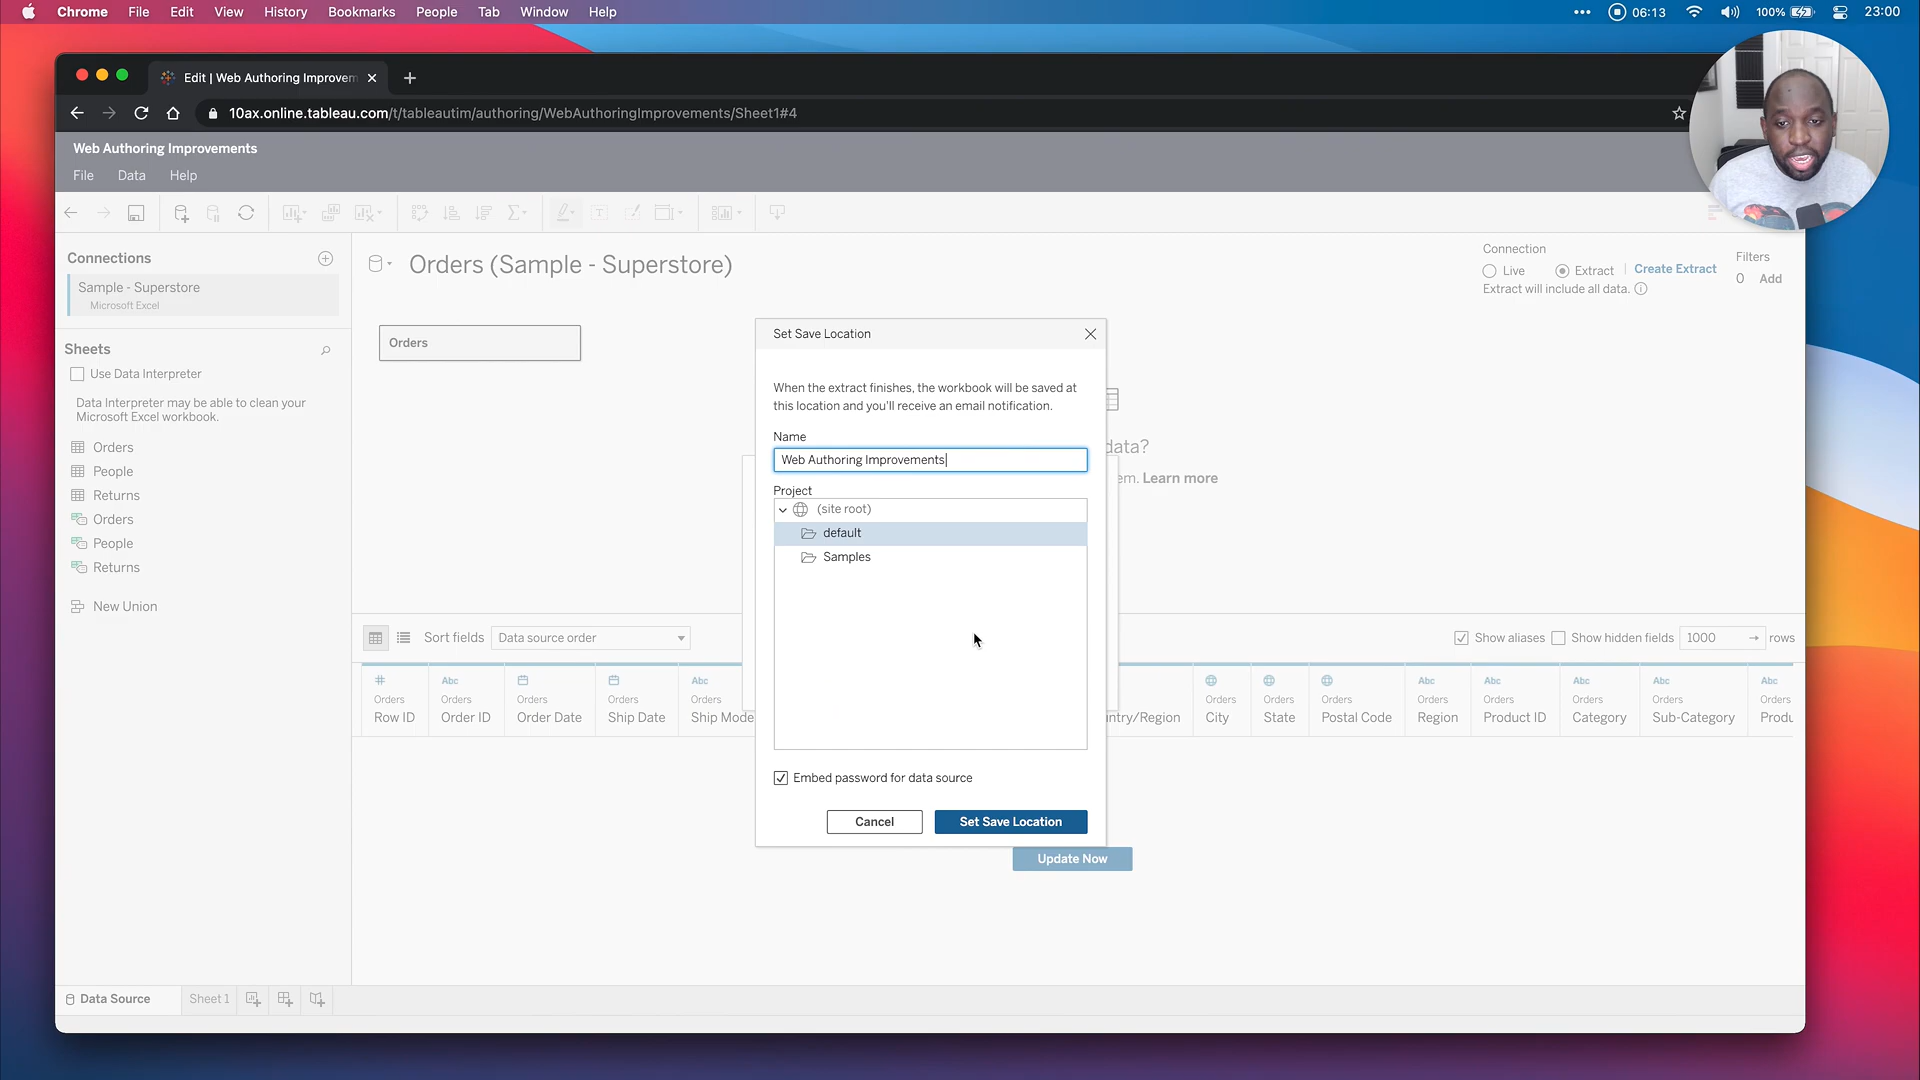 Chrome File Edit View History Bookmarks People Tab Window Help
06:13 100% 23:00
Edit | Web Authoring Improvem
10ax.online.tableau.com/t/tableautim/authoring/WebAuthoringImprovements/Sheet1#4
Web Authoring Improvements
File Data Help
Connections
Sample - Superstore
Microsoft Excel
Sheets
Use Data Interpreter
Data Interpreter may be able to clean your
Microsoft Excel workbook.
Orders
People
Returns
Orders
People
Returns
New Union
Orders (Sample - Superstore)
Connection
Live Extract Create Extract
Extract will include all data.
Filters
0 Add
Orders
data?
em. Learn more
Set Save Location
When the extract finishes, the workbook will be saved at
this location and you'll receive an email notification.
Name
Web Authoring Improvements
Project
(site root)
default
Samples
Embed password for data source
Cancel Set Save Location
Update Now
Sort fields Data source order
Show aliases Show hidden fields 1000 → rows
# Abc Abc Abc Abc Abc Abc Abc
Orders Orders Orders Orders Orders Orders Orders Orders Orders Orders Orders Orders Orders
Row ID Order ID Order Date Ship Date Ship Mode untry/Region City State Postal Code Region Product ID Category Sub-Category Produ
Data Source Sheet 1